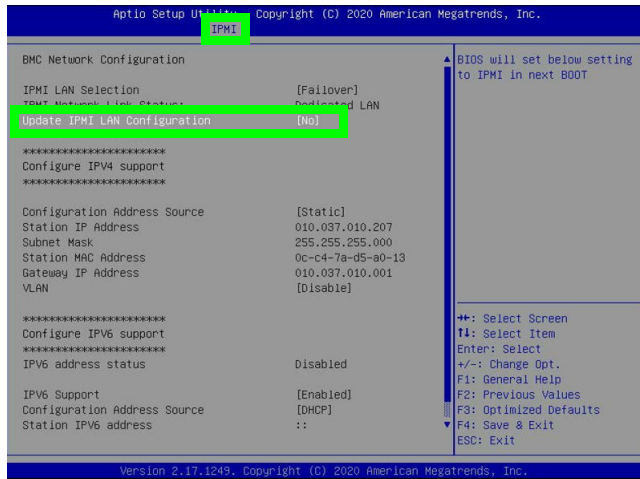 Aptio Setup Utility - Copyright (C) 2020 American Megatrends, Inc.
IPMI
BMC Network Configuration
IPMI LAN Selection [Failover]
IPMI Network Link Status: Dedicated LAN
Update IPMI LAN Configuration [No]
***********************
Configure IPV4 support
***********************
Configuration Address Source [Static]
Station IP Address 010.037.010.207
Subnet Mask 255.255.255.000
Station MAC Address 0c-c4-7a-d5-a0-13
Gateway IP Address 010.037.010.001
VLAN [Disable]
***********************
Configure IPV6 support
***********************
IPV6 address status Disabled
IPV6 Support [Enabled]
Configuration Address Source [DHCP]
Station IPV6 address ::
BIOS will set below setting
to IPMI in next BOOT
→←: Select Screen
↑↓: Select Item
Enter: Select
+/-: Change Opt.
F1: General Help
F2: Previous Values
F3: Optimized Defaults
F4: Save & Exit
ESC: Exit
Version 2.17.1249. Copyright (C) 2020 American Megatrends, Inc.